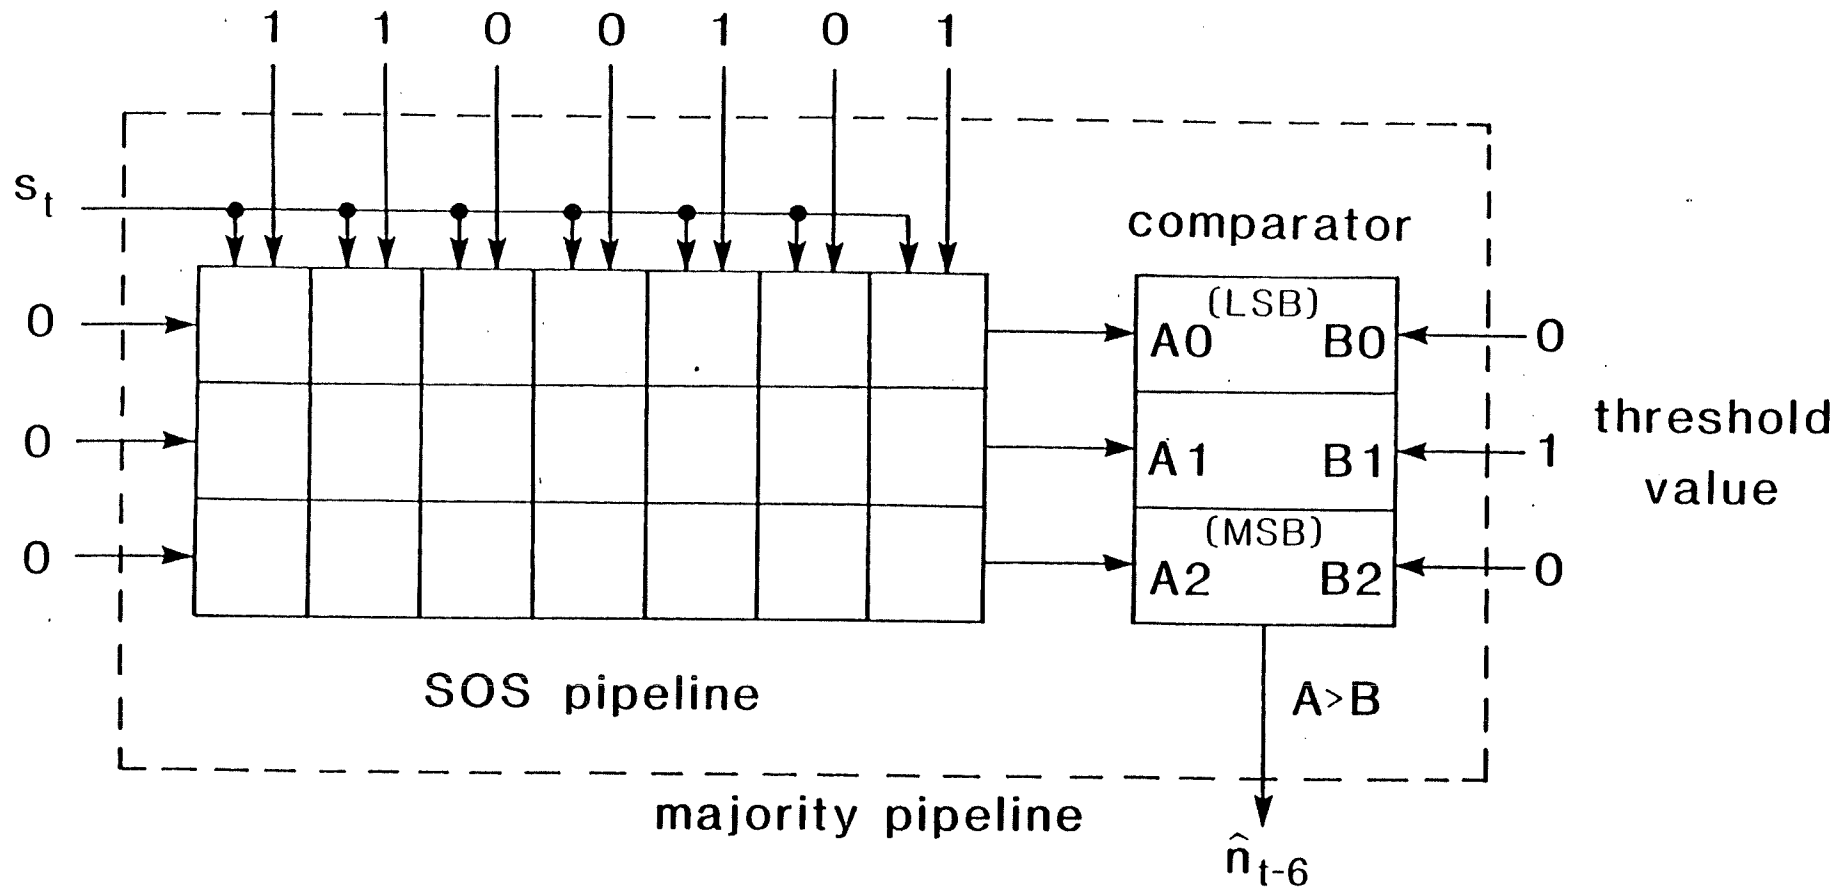 1 1 0 0 1 0 1
s_t
comparator
0 (LSB) 0
A0 B0
threshold
0 A1 B1 1
value
(MSB)
0 A2 B2 0
SOS pipeline
A>B
majority pipeline
n̂_t-6